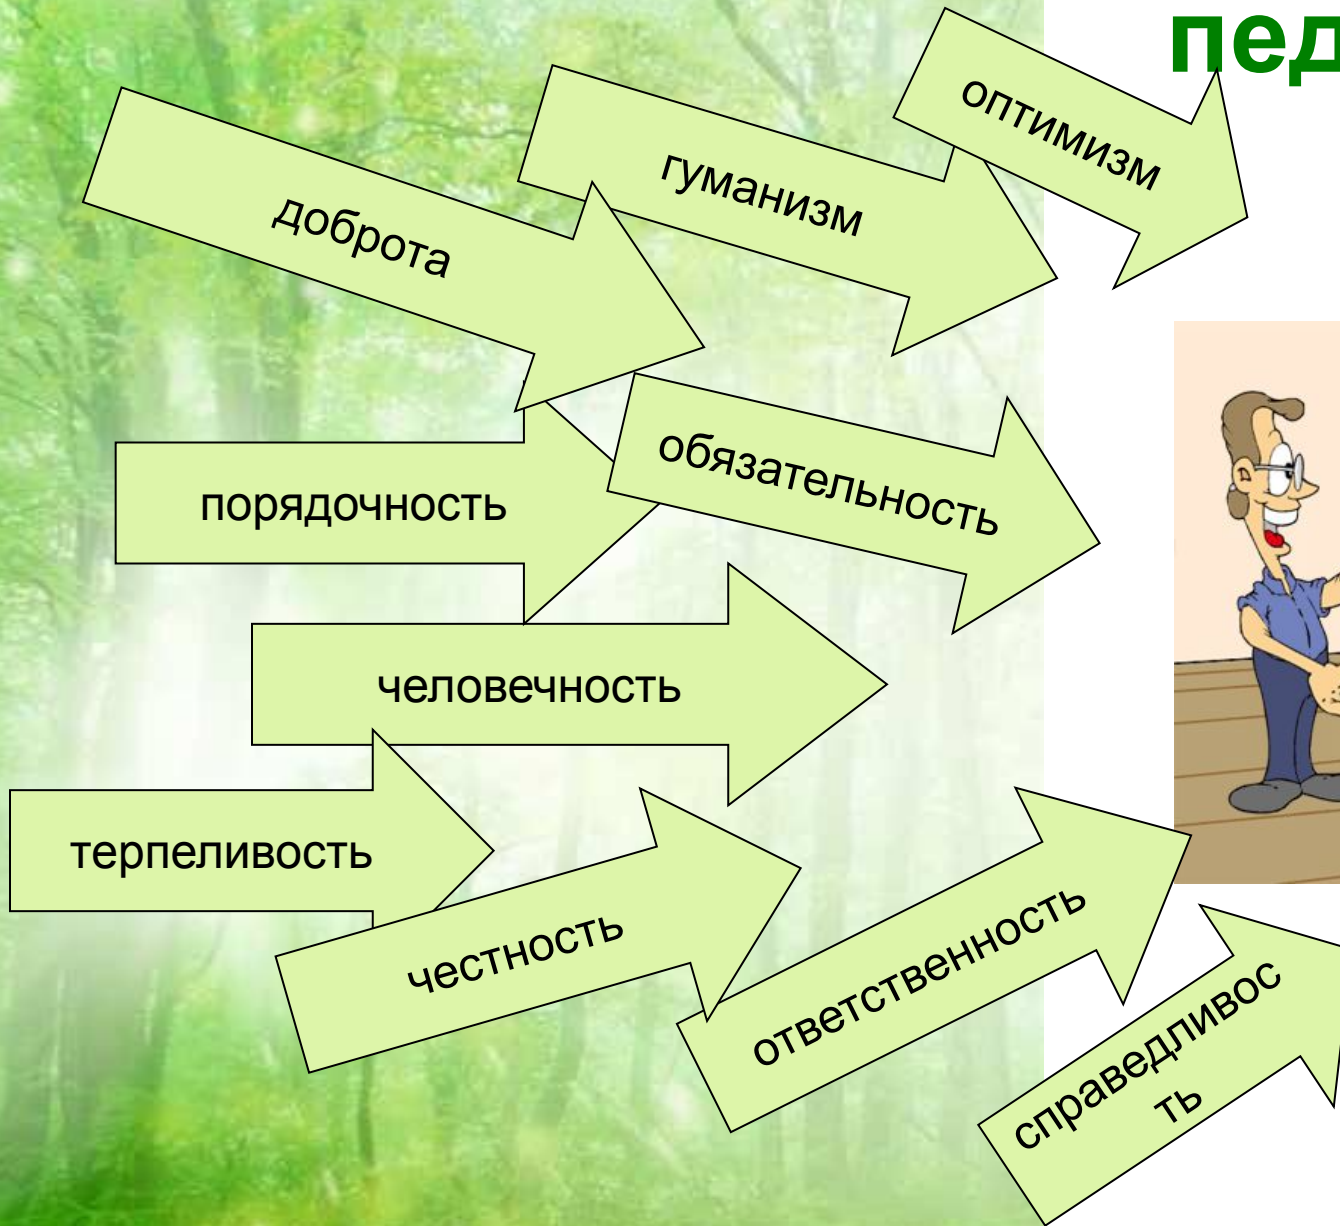 пед
оптимизм
гуманизм
доброта
обязательность
порядочность
человечность
терпеливость
честность
ответственность
справедливос
ть